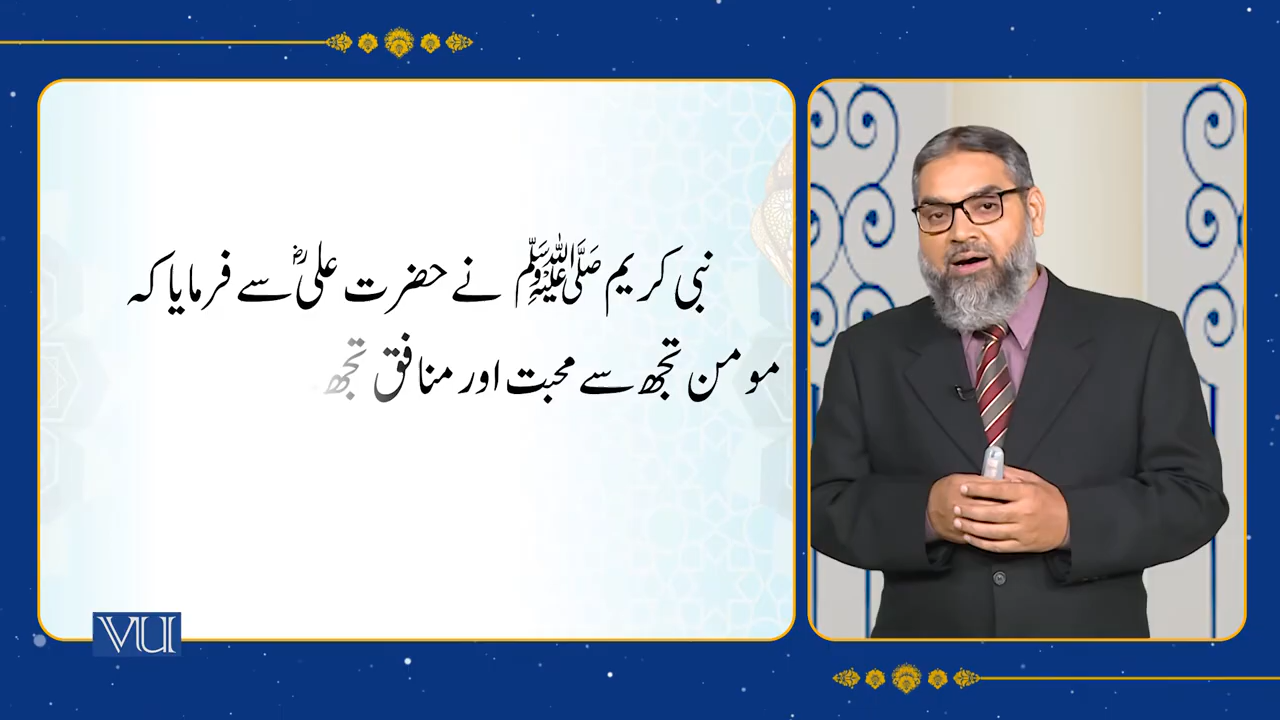 نبی کریم ﷺ نے حضرت علیؓ سے فرمایا کہ
مومن تجھ سے محبت اور منافق تجھ
VU